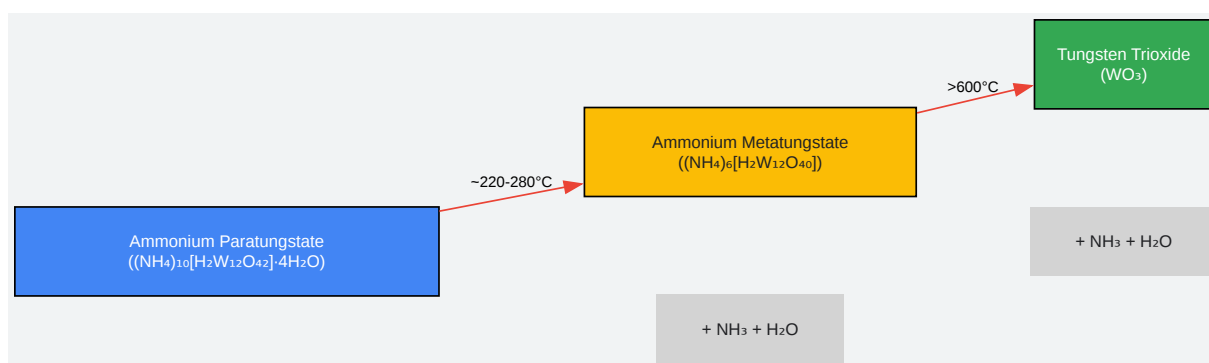 Tungsten Trioxide
(WO₃)
>600°C
Ammonium Metatungstate
((NH₄)₆[H₂W₁₂O₄₀])
~220-280°C
Ammonium Paratungstate
((NH₄)₁₀[H₂W₁₂O₄₂]·4H₂O)
+ NH₃ + H₂O
+ NH₃ + H₂O